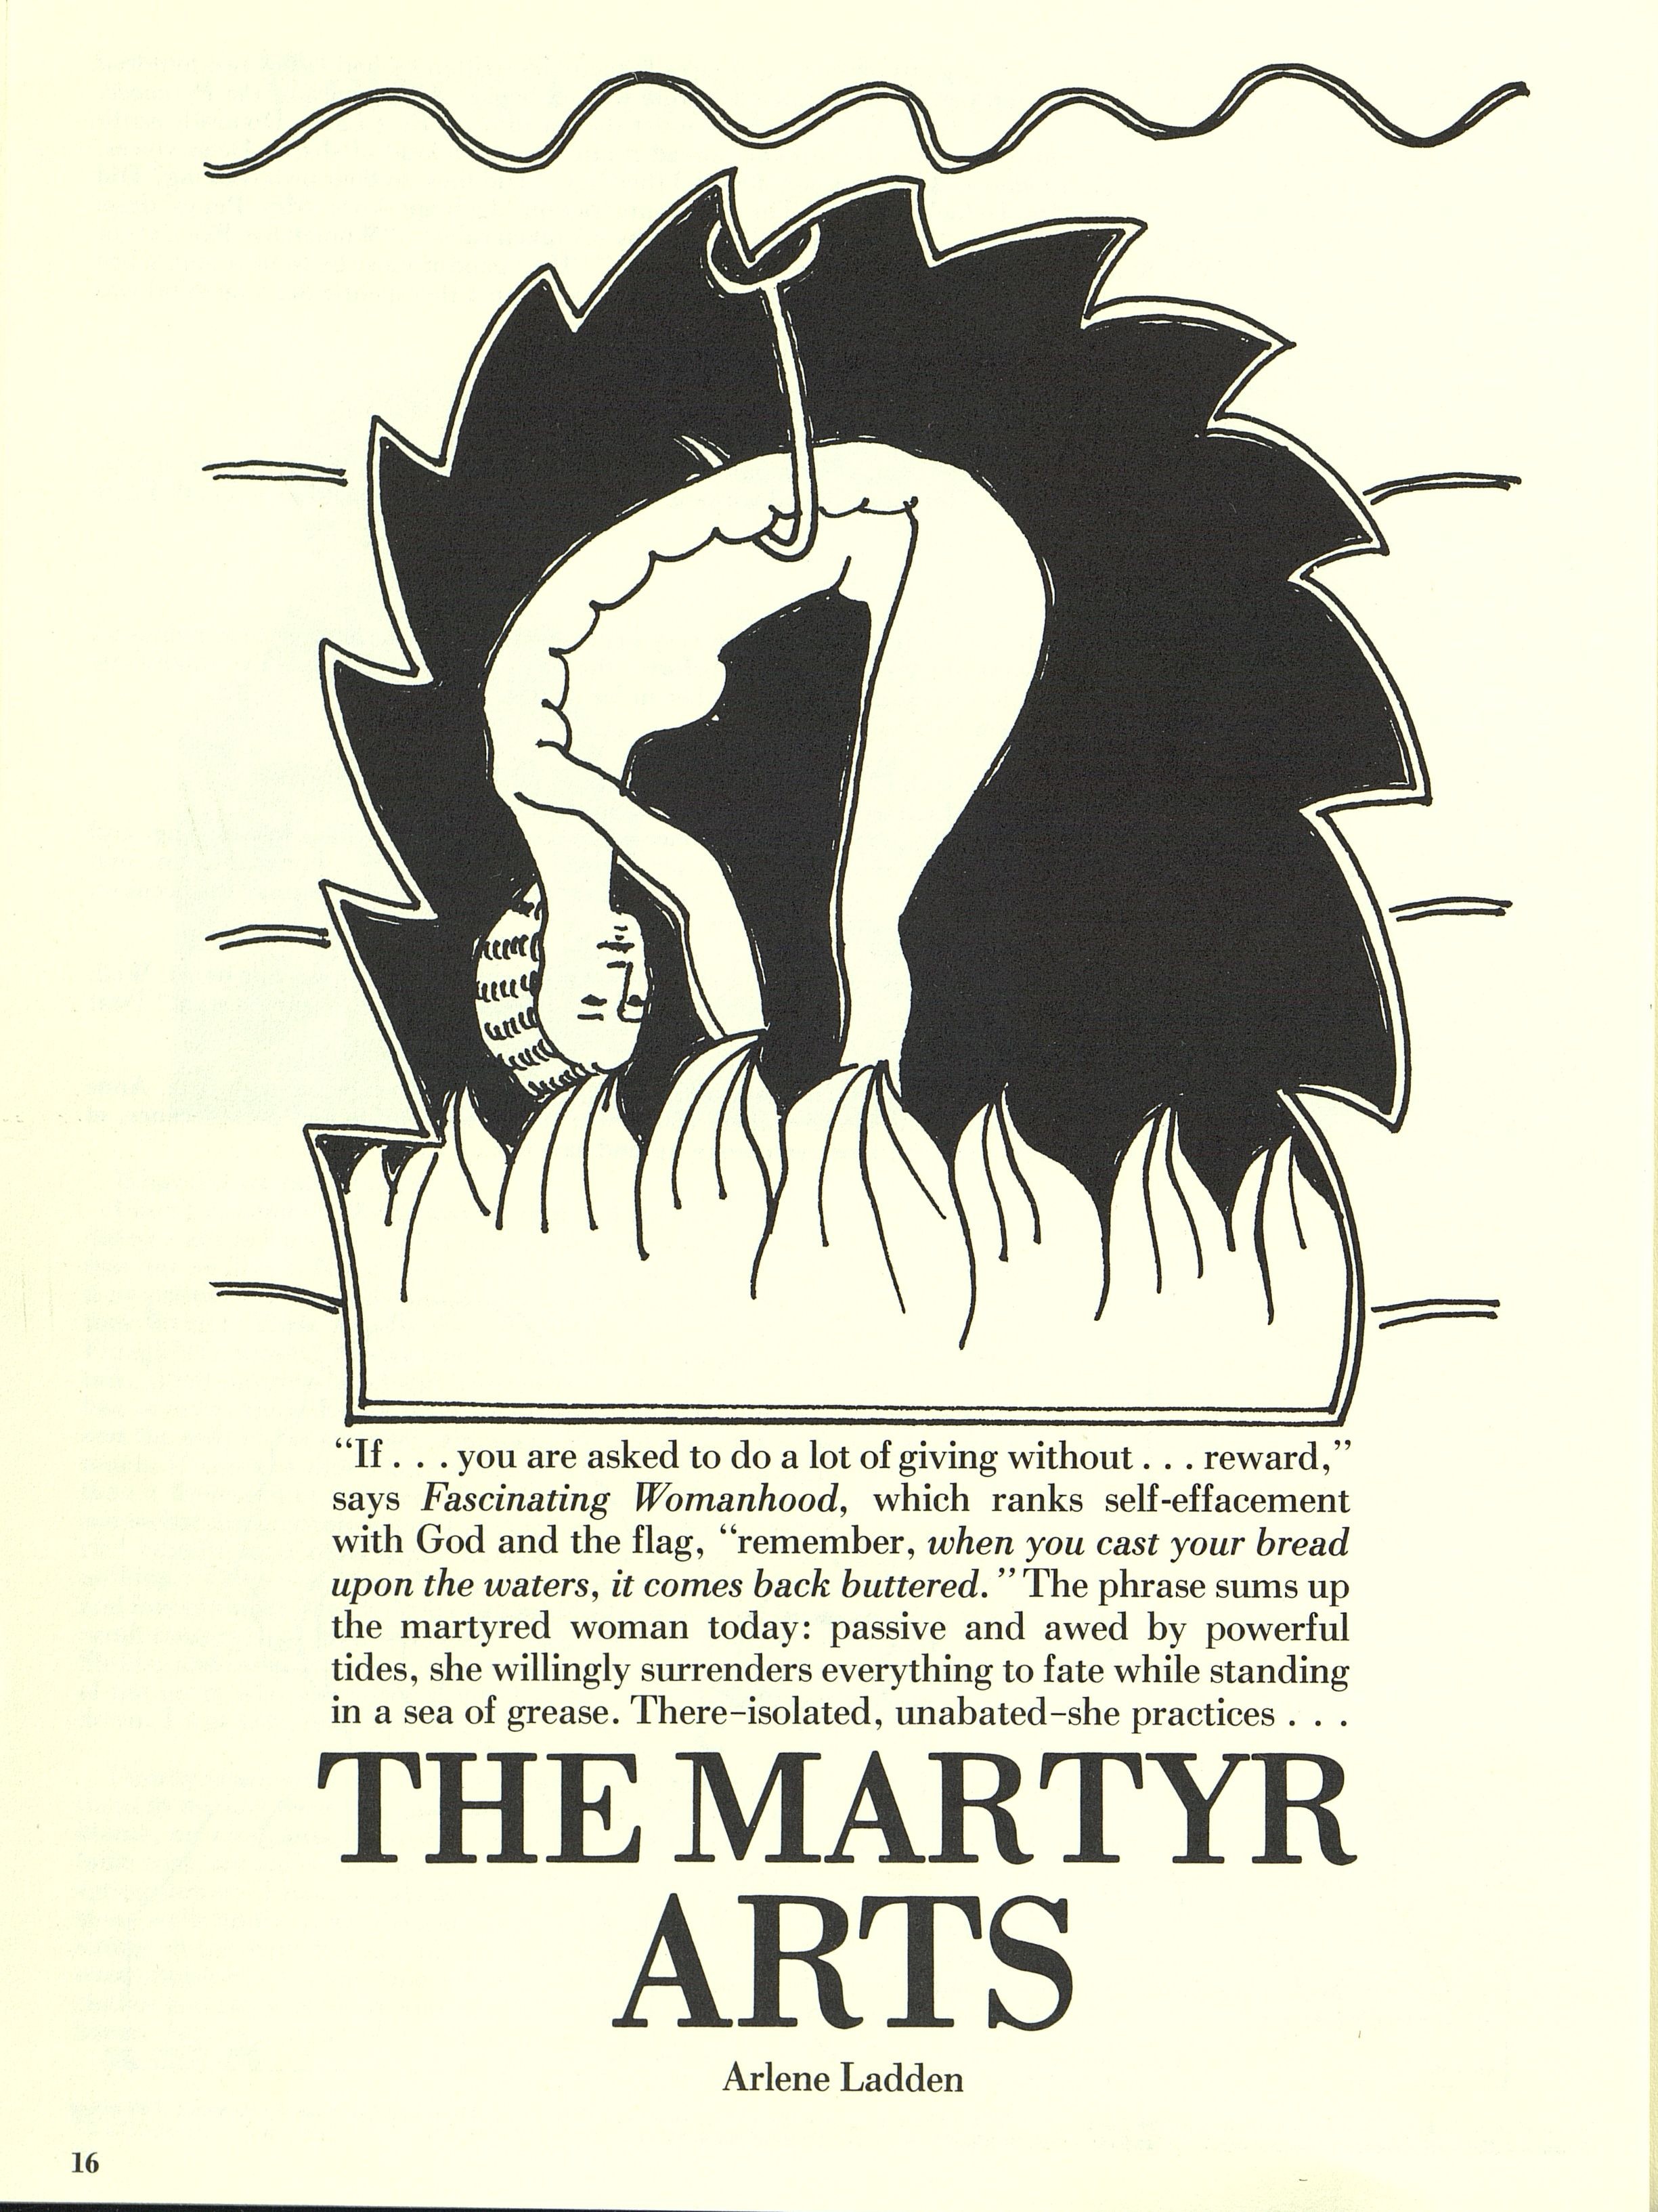 “If . . . you are asked to do a lot of giving without . . . reward,”
says Fascinating Womanhood, which ranks self-effacement
with God and the flag, “remember, when you cast your bread
upon the waters, it comes back buttered.” The phrase sums up
the martyred woman today: passive and awed by powerful
tides, she willingly surrenders everything to fate while standing
in a sea of grease. There–isolated, unabated–she practices . . .
THE MARTYR
ARTS
Arlene Ladden
16